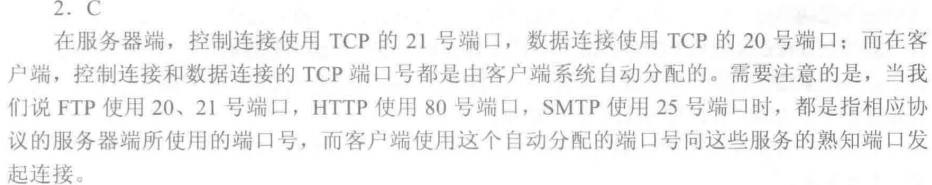 2．C
在服务器端，控制连接使用 TCP 的 21 号端口，数据连接使用 TCP 的 20 号端口；而在客
户端，控制连接和数据连接的 TCP 端口号都是由客户端系统自动分配的。需要注意的是，当我
们说 FTP 使用 20、21 号端口，HTTP 使用 80 号端口，SMTP 使用 25 号端口时，都是指相应协
议的服务器端所使用的端口号，而客户端使用这个自动分配的端口号向这些服务的熟知端口发
起连接。